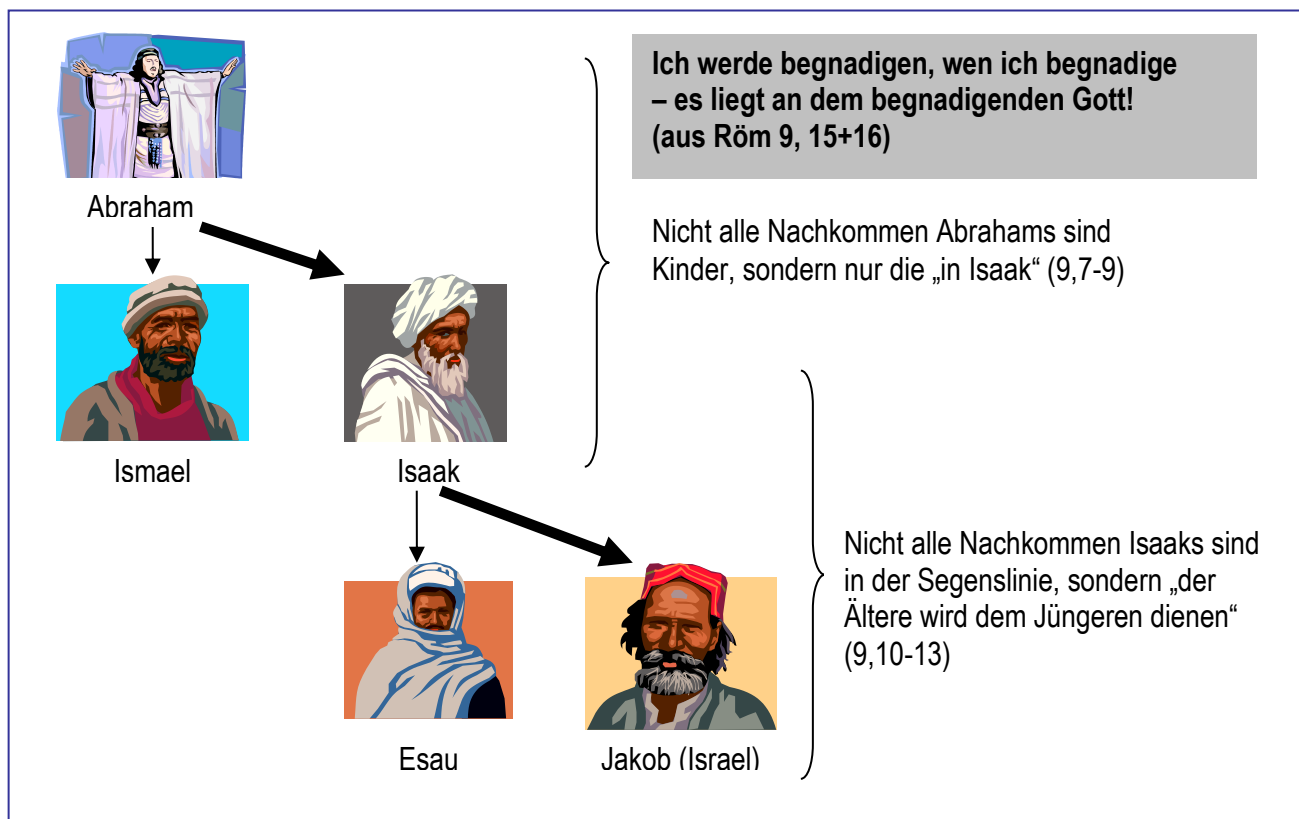 Ich werde begnadigen, wen ich begnadige
– es liegt an dem begnadigenden Gott!
(aus Röm 9, 15+16)
Abraham
Nicht alle Nachkommen Abrahams sind
Kinder, sondern nur die „in Isaak“ (9,7-9)
Ismael
Isaak
Nicht alle Nachkommen Isaaks sind
in der Segenslinie, sondern „der
Ältere wird dem Jüngeren dienen“
(9,10-13)
Esau
Jakob (Israel)